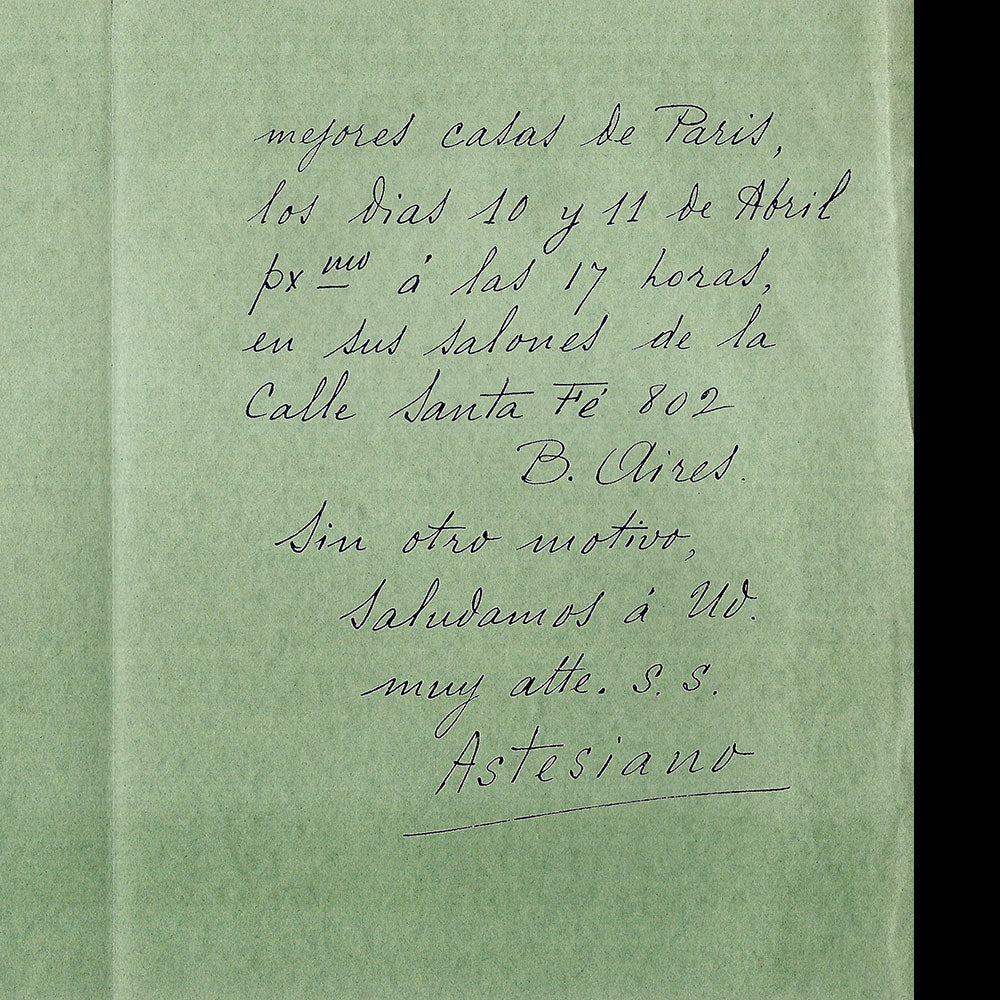 mejores casas de Paris,
los dias 10 y 11 de Abril
pxmo á las 17 horas,
en sus salones de la
Calle Santa Fé 802
B. Aires.
Sin otro motivo,
saludamos á Ud.
muy atte. S. S.
Astesiano